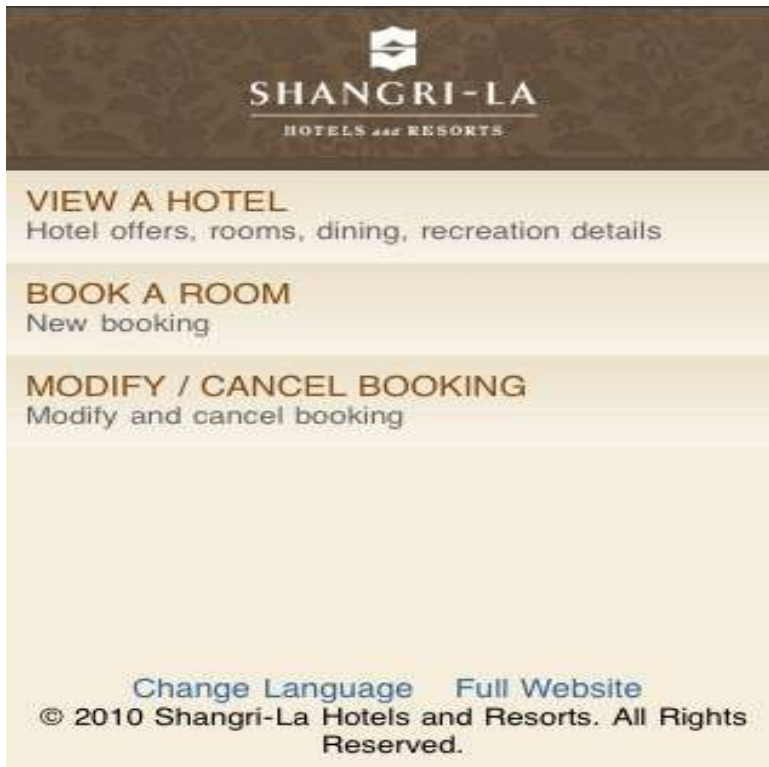 SHANGRI-LA
HOTELS and RESORTS
VIEW A HOTEL
Hotel offers, rooms, dining, recreation details
BOOK A ROOM
New booking
MODIFY / CANCEL BOOKING
Modify and cancel booking
Change Language Full Website
© 2010 Shangri-La Hotels and Resorts. All Rights
Reserved.